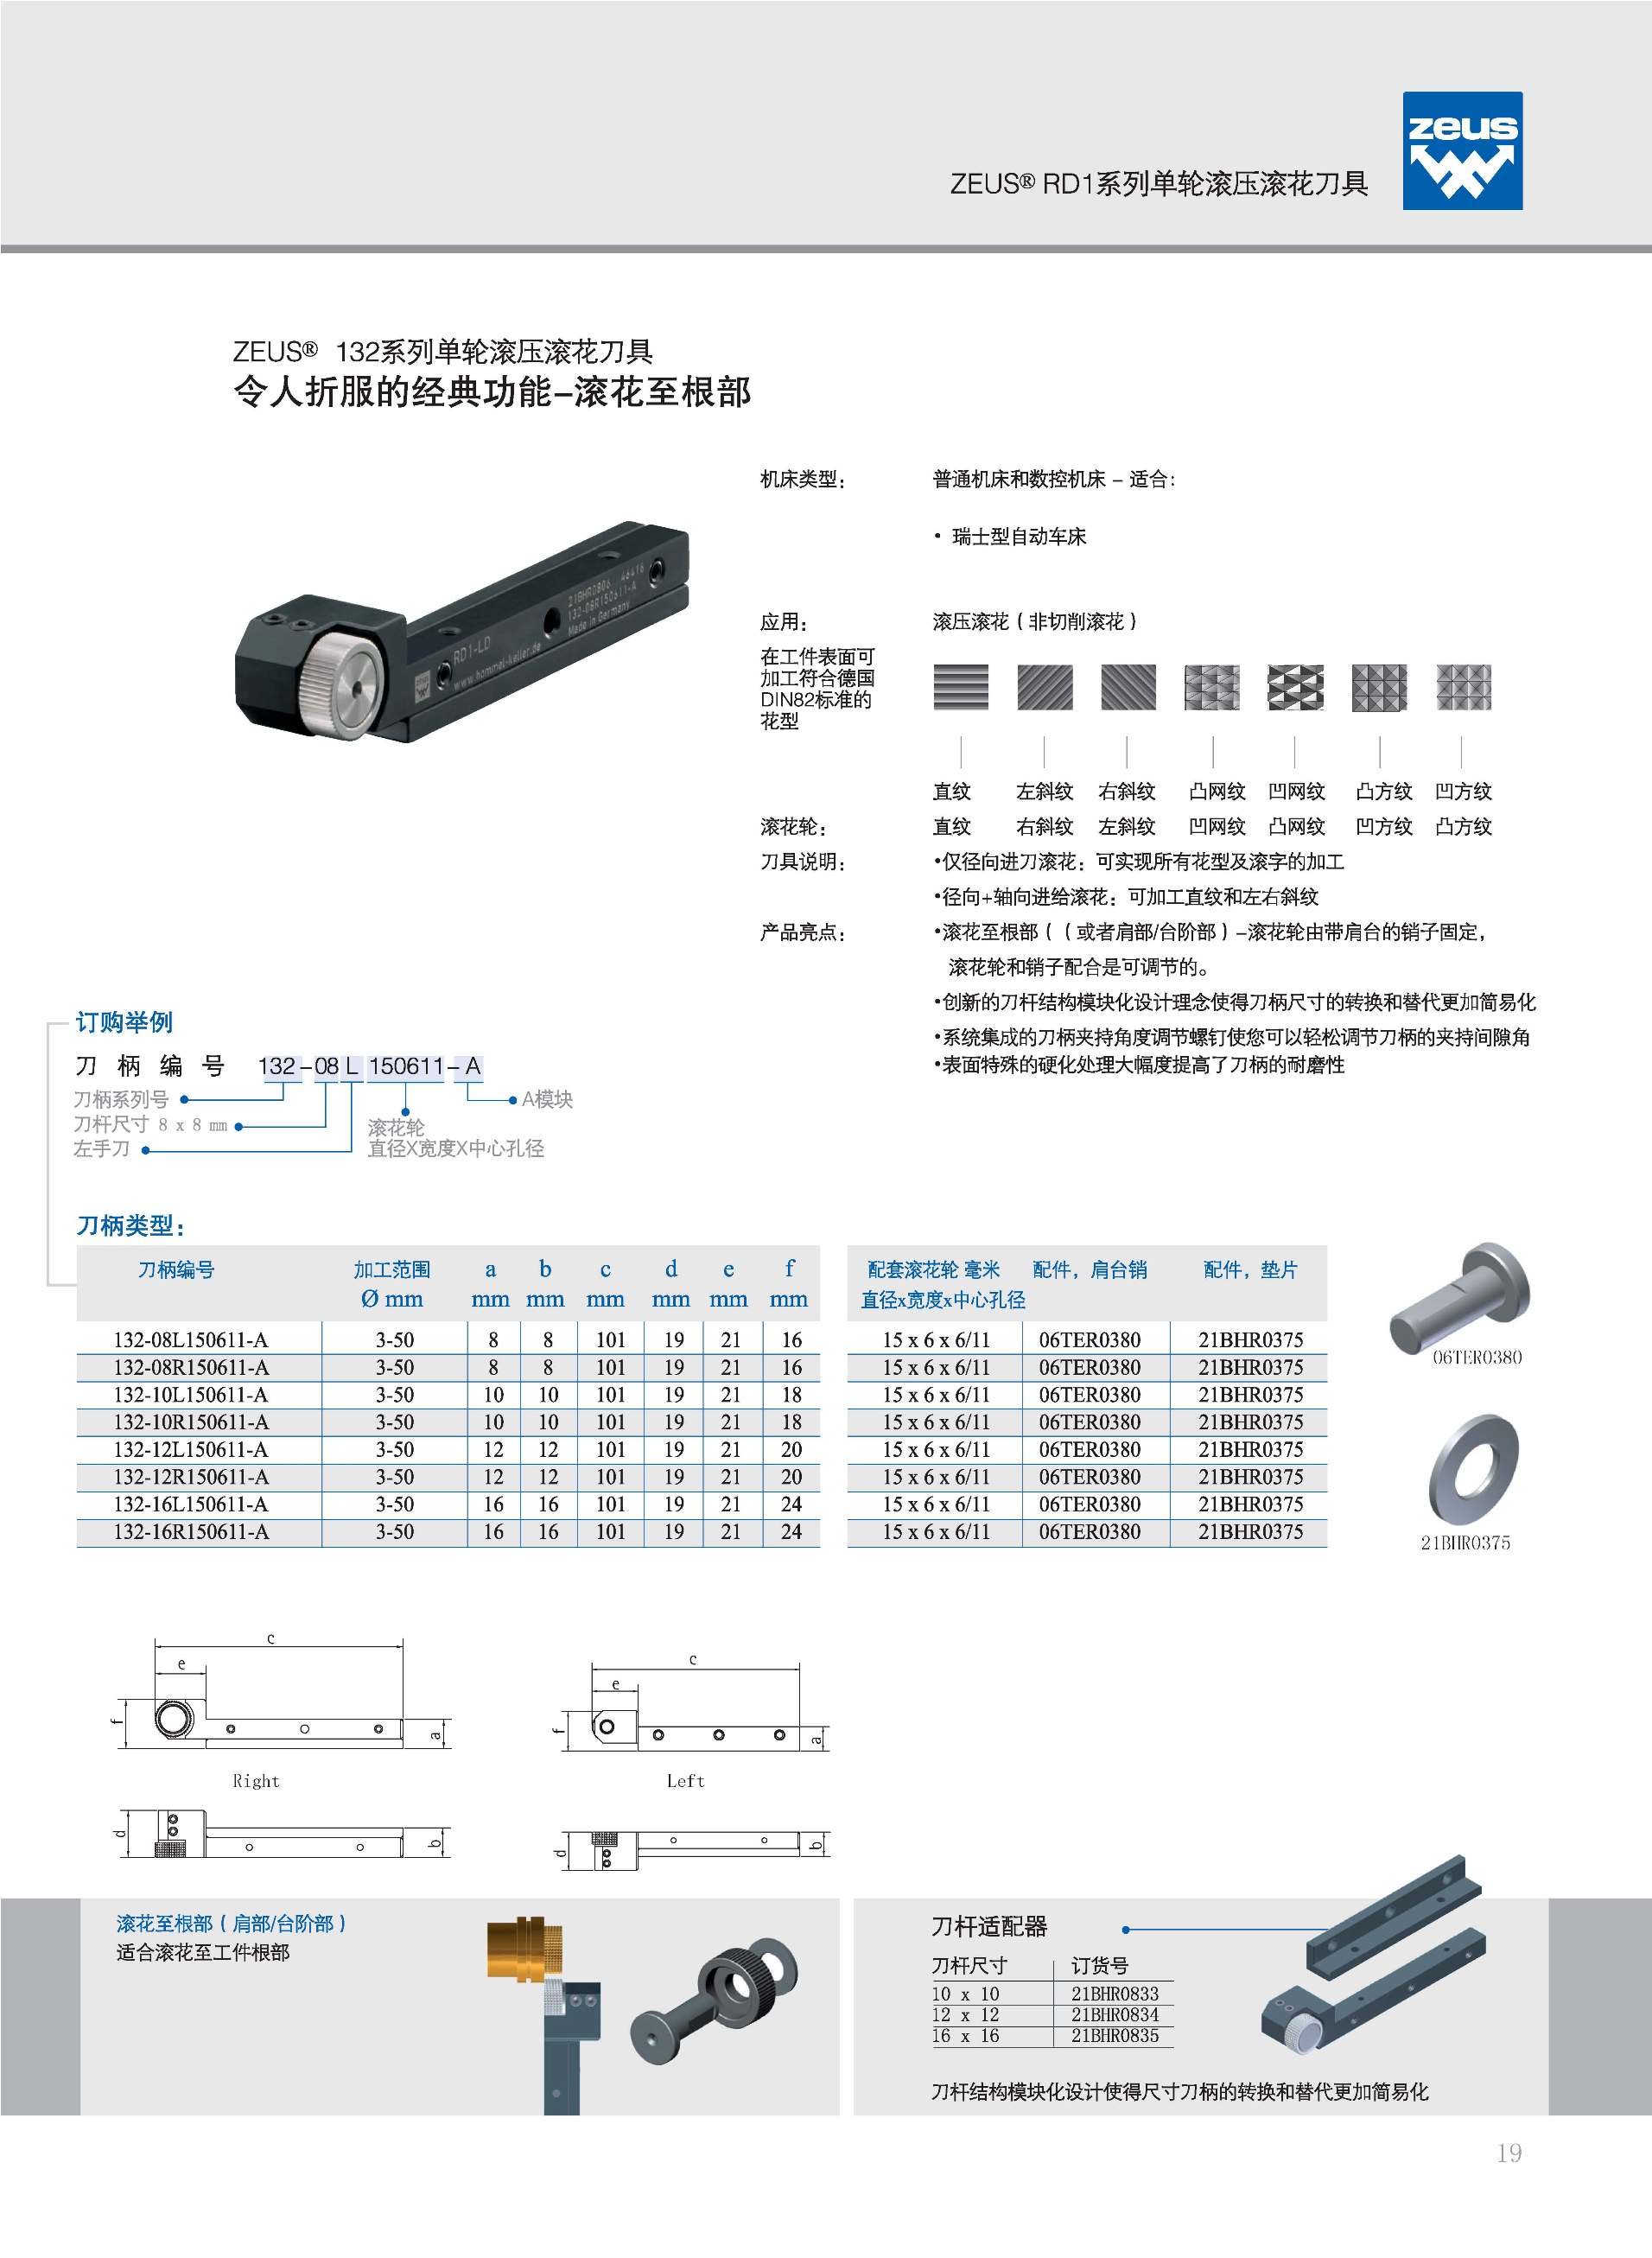 zeus
ZEUS® RD1系列单轮滚压滚花刀具
ZEUS® 132系列单轮滚压滚花刀具
令人折服的经典功能–滚花至根部
RD1-LD
www.hommel-keller.de
21BHR0806 46416
132-08R150611-A
Made in Germany
zeus
机床类型： 普通机床和数控机床 – 适合：
• 瑞士型自动车床
应用： 滚压滚花（非切削滚花）
在工件表面可
加工符合德国
DIN82标准的
花型
直纹 左斜纹 右斜纹 凸网纹 凹网纹 凸方纹 凹方纹
滚花轮： 直纹 右斜纹 左斜纹 凹网纹 凸网纹 凹方纹 凸方纹
刀具说明： •仅径向进刀滚花：可实现所有花型及滚字的加工
•径向+轴向进给滚花：可加工直纹和左右斜纹
产品亮点： •滚花至根部（（或者肩部/台阶部）–滚花轮由带肩台的销子固定，
滚花轮和销子配合是可调节的。
•创新的刀杆结构模块化设计理念使得刀柄尺寸的转换和替代更加简易化
•系统集成的刀柄夹持角度调节螺钉使您可以轻松调节刀柄的夹持间隙角
•表面特殊的硬化处理大幅度提高了刀柄的耐磨性
订购举例
刀 柄 编 号 132–08 L 150611–A
刀柄系列号
A模块
刀杆尺寸 8 x 8 mm
滚花轮
左手刀
直径X宽度X中心孔径
刀柄类型：
刀柄编号 加工范围 a b c d e f 配套滚花轮 毫米 配件，肩台销 配件，垫片
Ø mm mm mm mm mm mm mm 直径x宽度x中心孔径
132-08L150611-A 3-50 8 8 101 19 21 16 15 x 6 x 6/11 06TER0380 21BHR0375
132-08R150611-A 3-50 8 8 101 19 21 16 15 x 6 x 6/11 06TER0380 21BHR0375
132-10L150611-A 3-50 10 10 101 19 21 18 15 x 6 x 6/11 06TER0380 21BHR0375
132-10R150611-A 3-50 10 10 101 19 21 18 15 x 6 x 6/11 06TER0380 21BHR0375
132-12L150611-A 3-50 12 12 101 19 21 20 15 x 6 x 6/11 06TER0380 21BHR0375
132-12R150611-A 3-50 12 12 101 19 21 20 15 x 6 x 6/11 06TER0380 21BHR0375
132-16L150611-A 3-50 16 16 101 19 21 24 15 x 6 x 6/11 06TER0380 21BHR0375
132-16R150611-A 3-50 16 16 101 19 21 24 15 x 6 x 6/11 06TER0380 21BHR0375
06TER0380
21BHR0375
c
e
f
a
Right
d
b
c
e
f
a
Left
d
b
滚花至根部（肩部/台阶部）
适合滚花至工件根部
刀杆适配器
刀杆尺寸 订货号
10 x 10 21BHR0833
12 x 12 21BHR0834
16 x 16 21BHR0835
刀杆结构模块化设计使得尺寸刀柄的转换和替代更加简易化
19